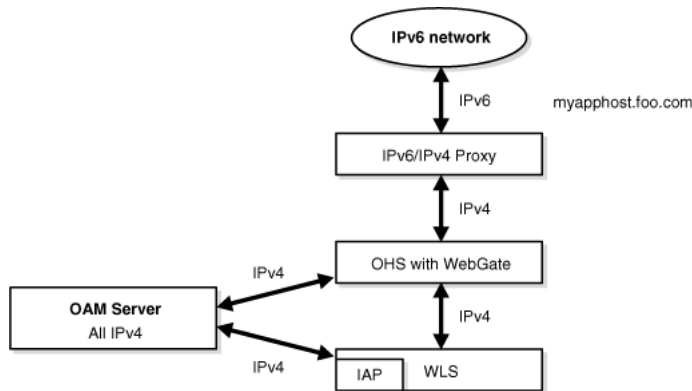 IPv6 network
IPv6
myapphost.foo.com
IPv6/IPv4 Proxy
IPv4
OHS with WebGate
IPv4
OAM Server
All IPv4
IPv4
IPv4
IAP
WLS